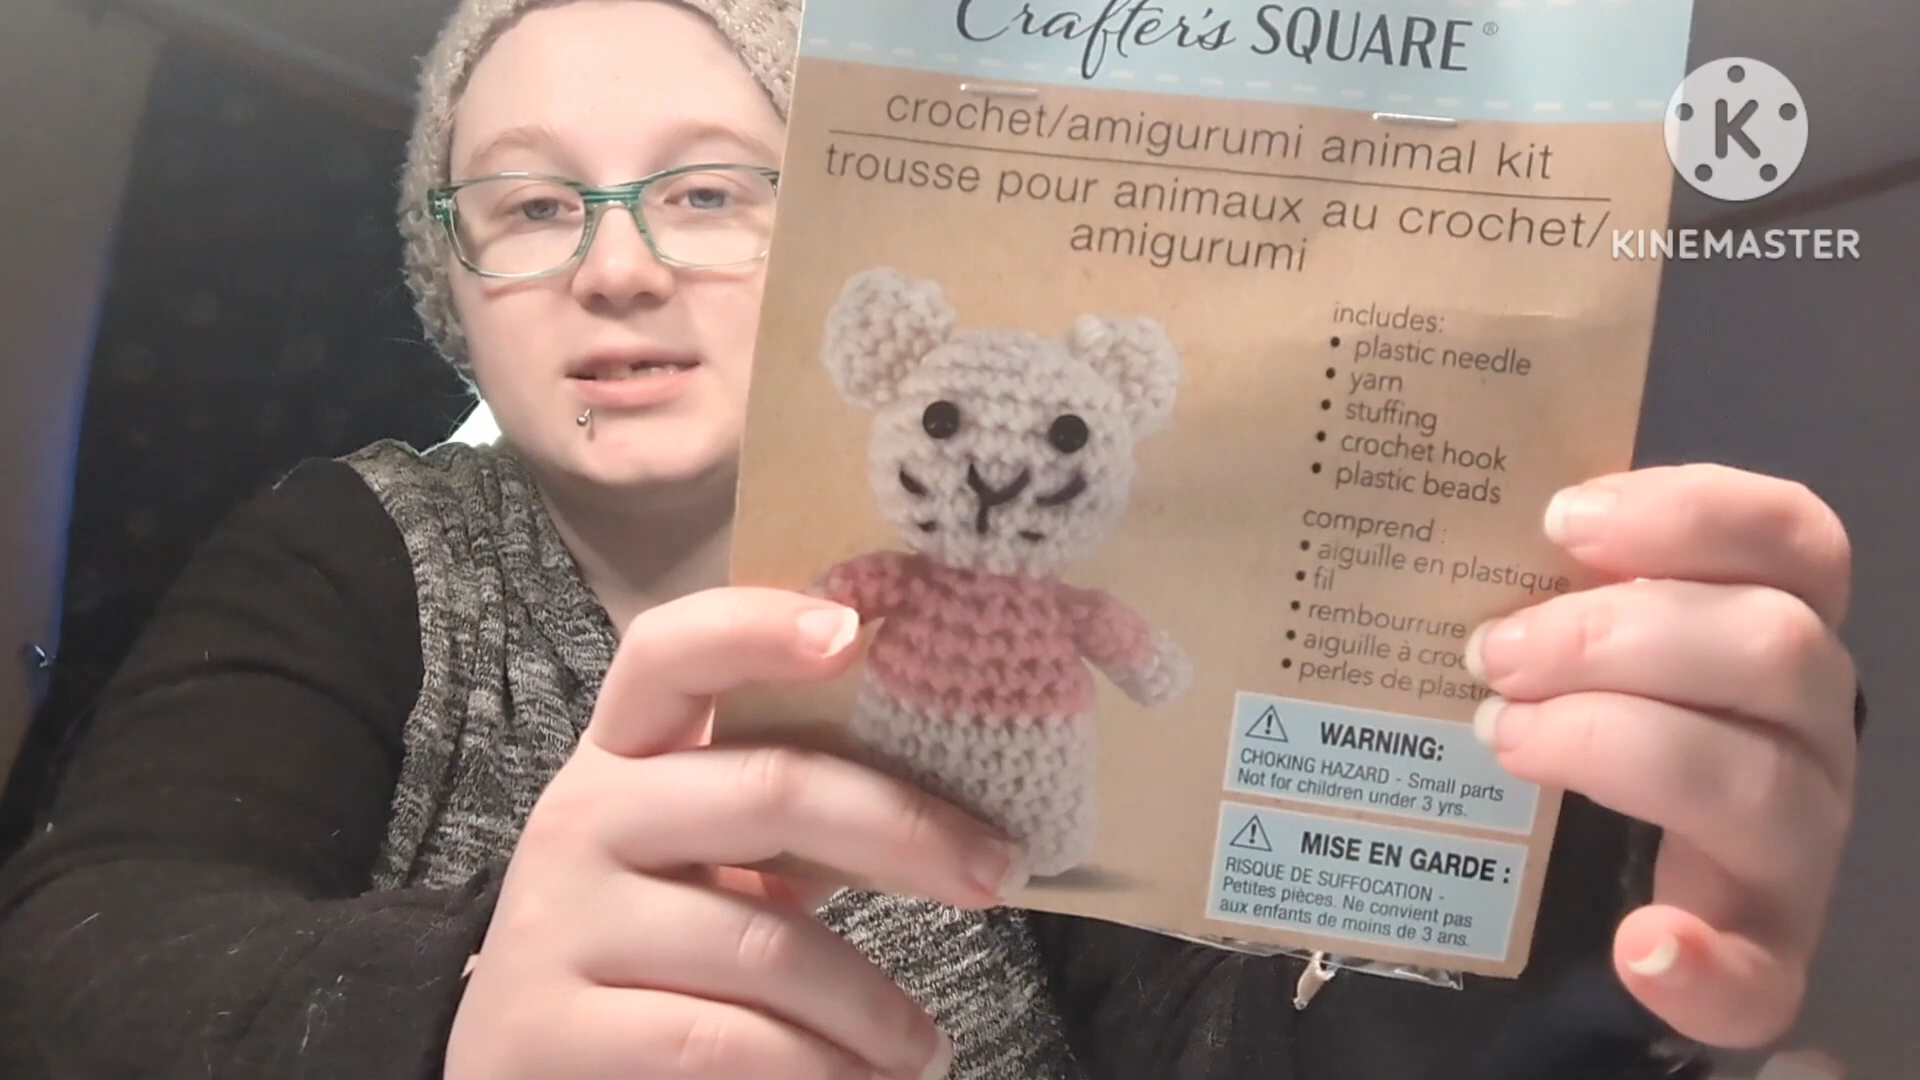 Crafter's SQUARE®
crochet/amigurumi animal kit
trousse pour animaux au crochet/
amigurumi
K
KINEMASTER
includes:
• plastic needle
• yarn
• stuffing
• crochet hook
• plastic beads
comprend :
• aiguille en plastique
• fil
• rembourrure
• aiguille à croc
• perles de plasti
WARNING:
CHOKING HAZARD - Small parts
Not for children under 3 yrs.
MISE EN GARDE :
RISQUE DE SUFFOCATION -
Petites pièces. Ne convient pas
aux enfants de moins de 3 ans.